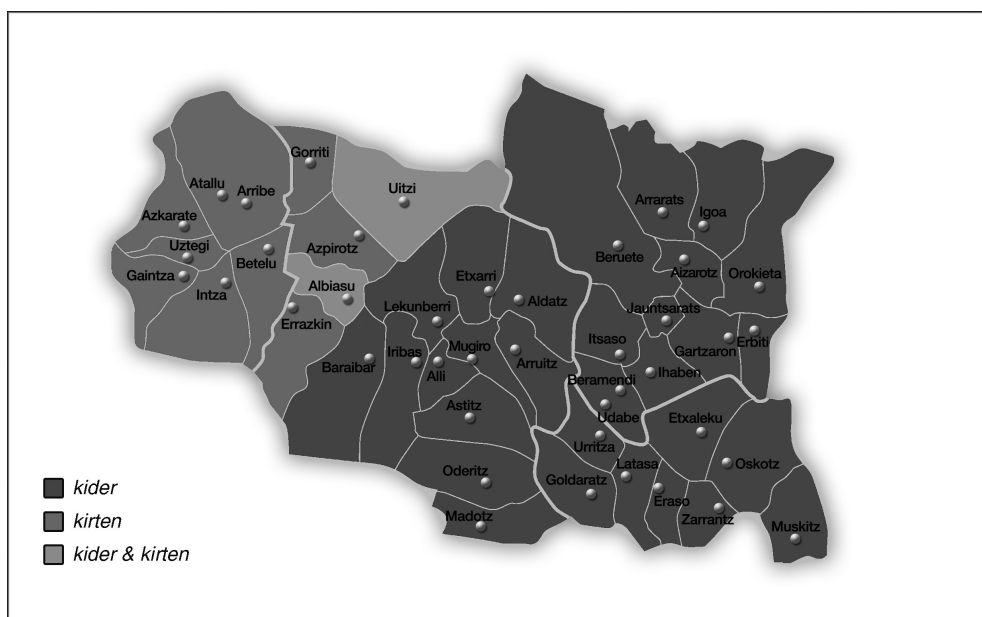 Gorriti
Uitzi
Atallu
Arribe
Arrarats
Igoa
Azkarate
Azpirotz
Uztegi
Betelu
Beruete
Aizarotz
Orokieta
Gaintza
Intza
Albiasu
Etxarri
Aldatz
Errazkin
Lekunberri
Jauntsarats
Itsaso
Gartzaron
Erbiti
Baraibar
Iribas
Mugiro
Arruitz
Alli
Ihaben
Beramendi
Astitz
Udabe
Etxaleku
Urritza
Latasa
Oskotz
Oderitz
Goldaratz
Eraso
Zarrantz
Madotz
Muskitz
kider
kirten
kider & kirten